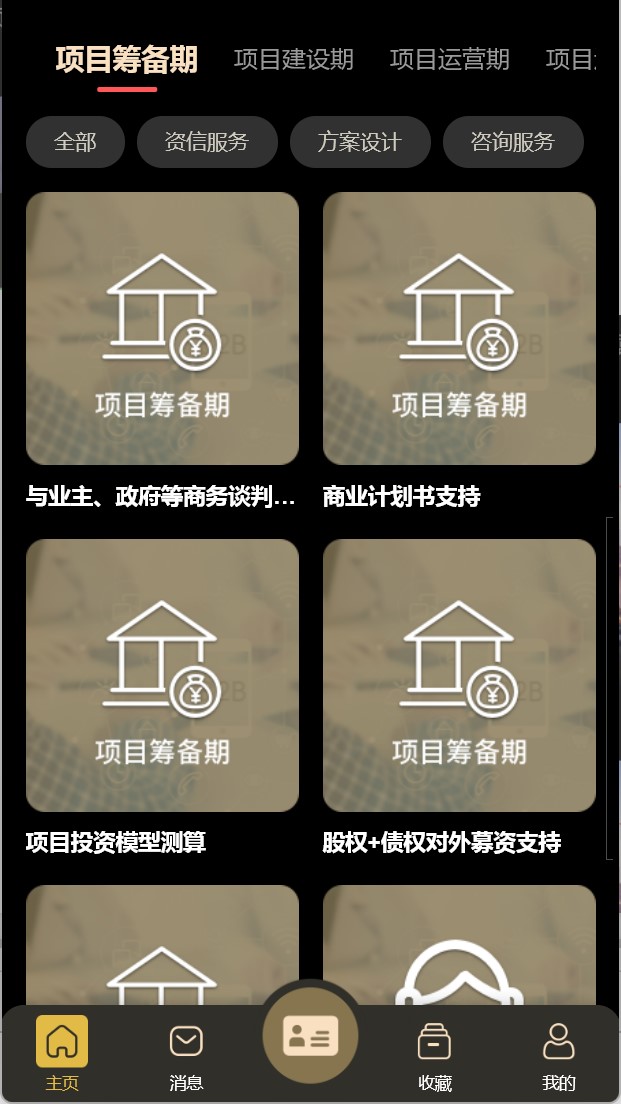 项目筹备期 项目建设期 项目运营期 项目
全部 资信服务 方案设计 咨询服务
项目筹备期 项目筹备期
与业主、政府等商务谈判... 商业计划书支持
项目筹备期 项目筹备期
项目投资模型测算 股权+债权对外募资支持
主页 消息 收藏 我的